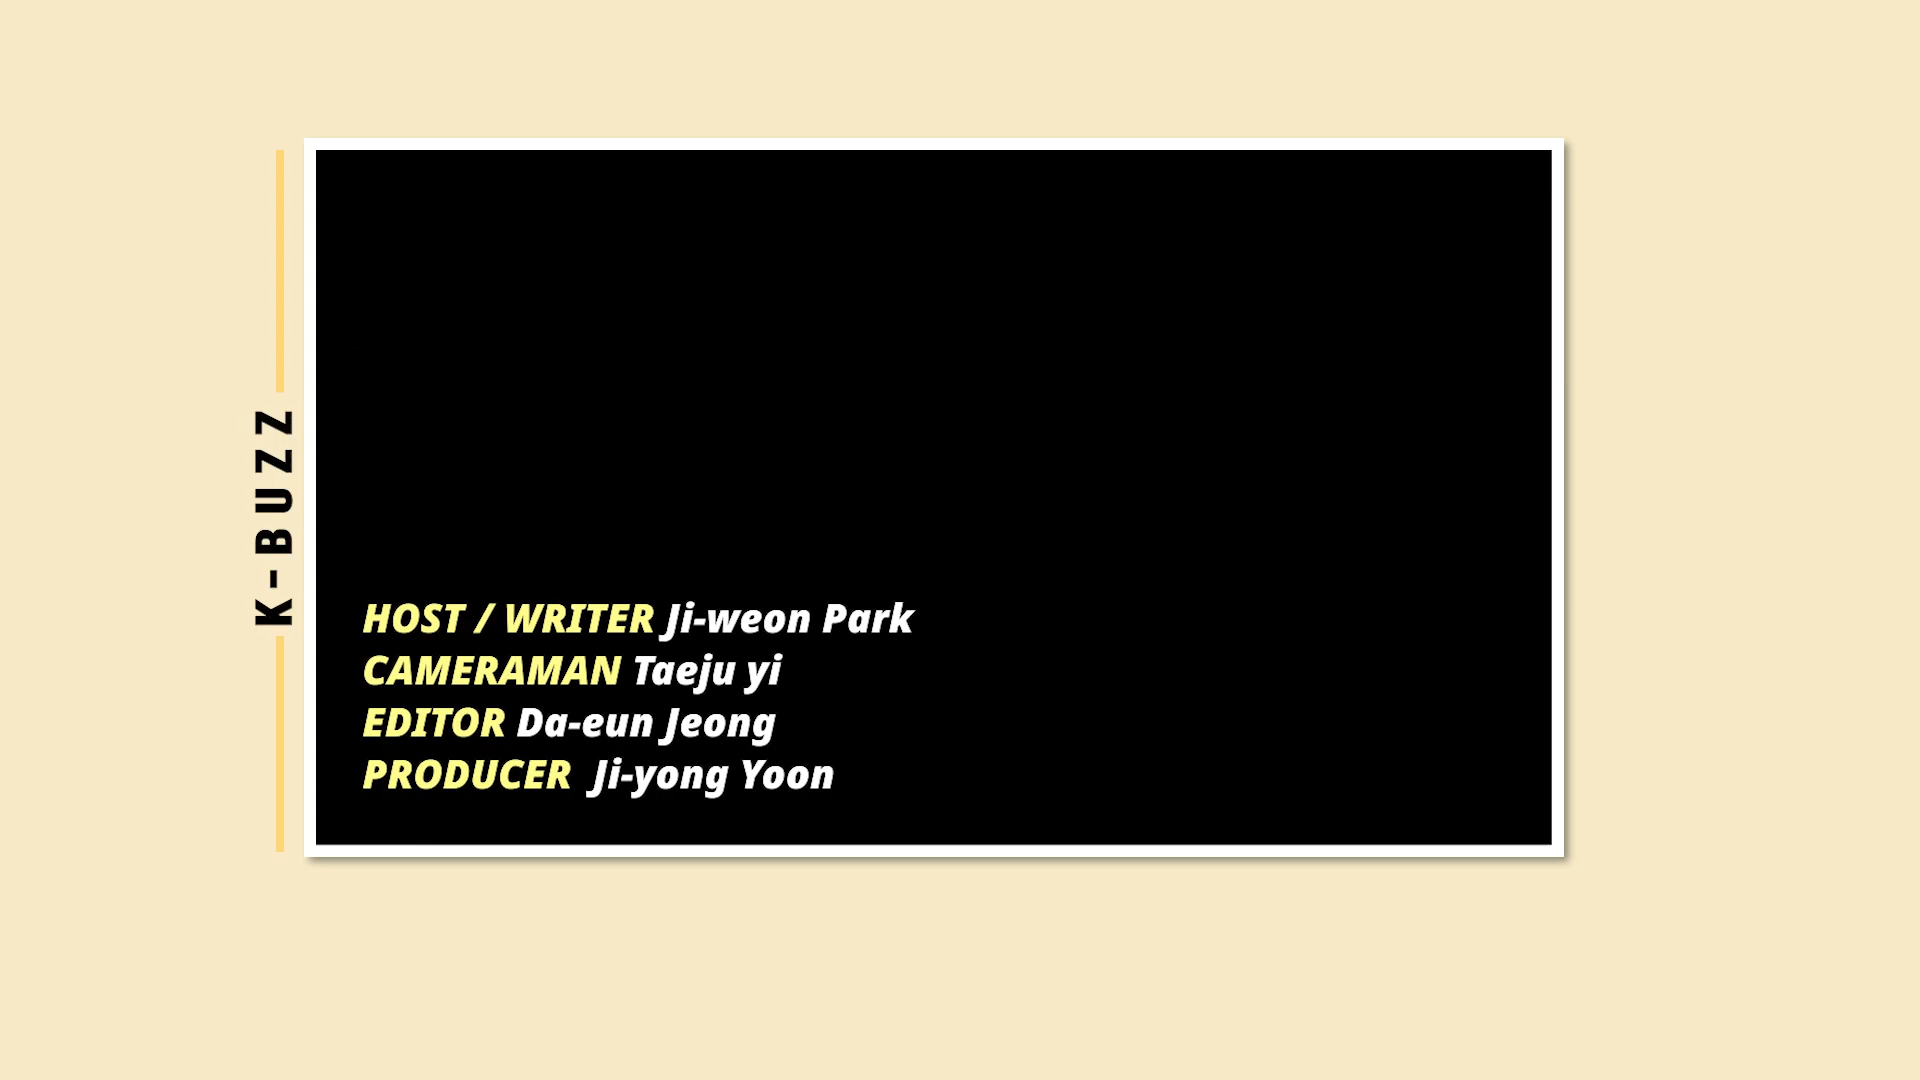 K-BUZZ
HOST / WRITER Ji-weon Park
CAMERAMAN Taeju yi
EDITOR Da-eun Jeong
PRODUCER Ji-yong Yoon